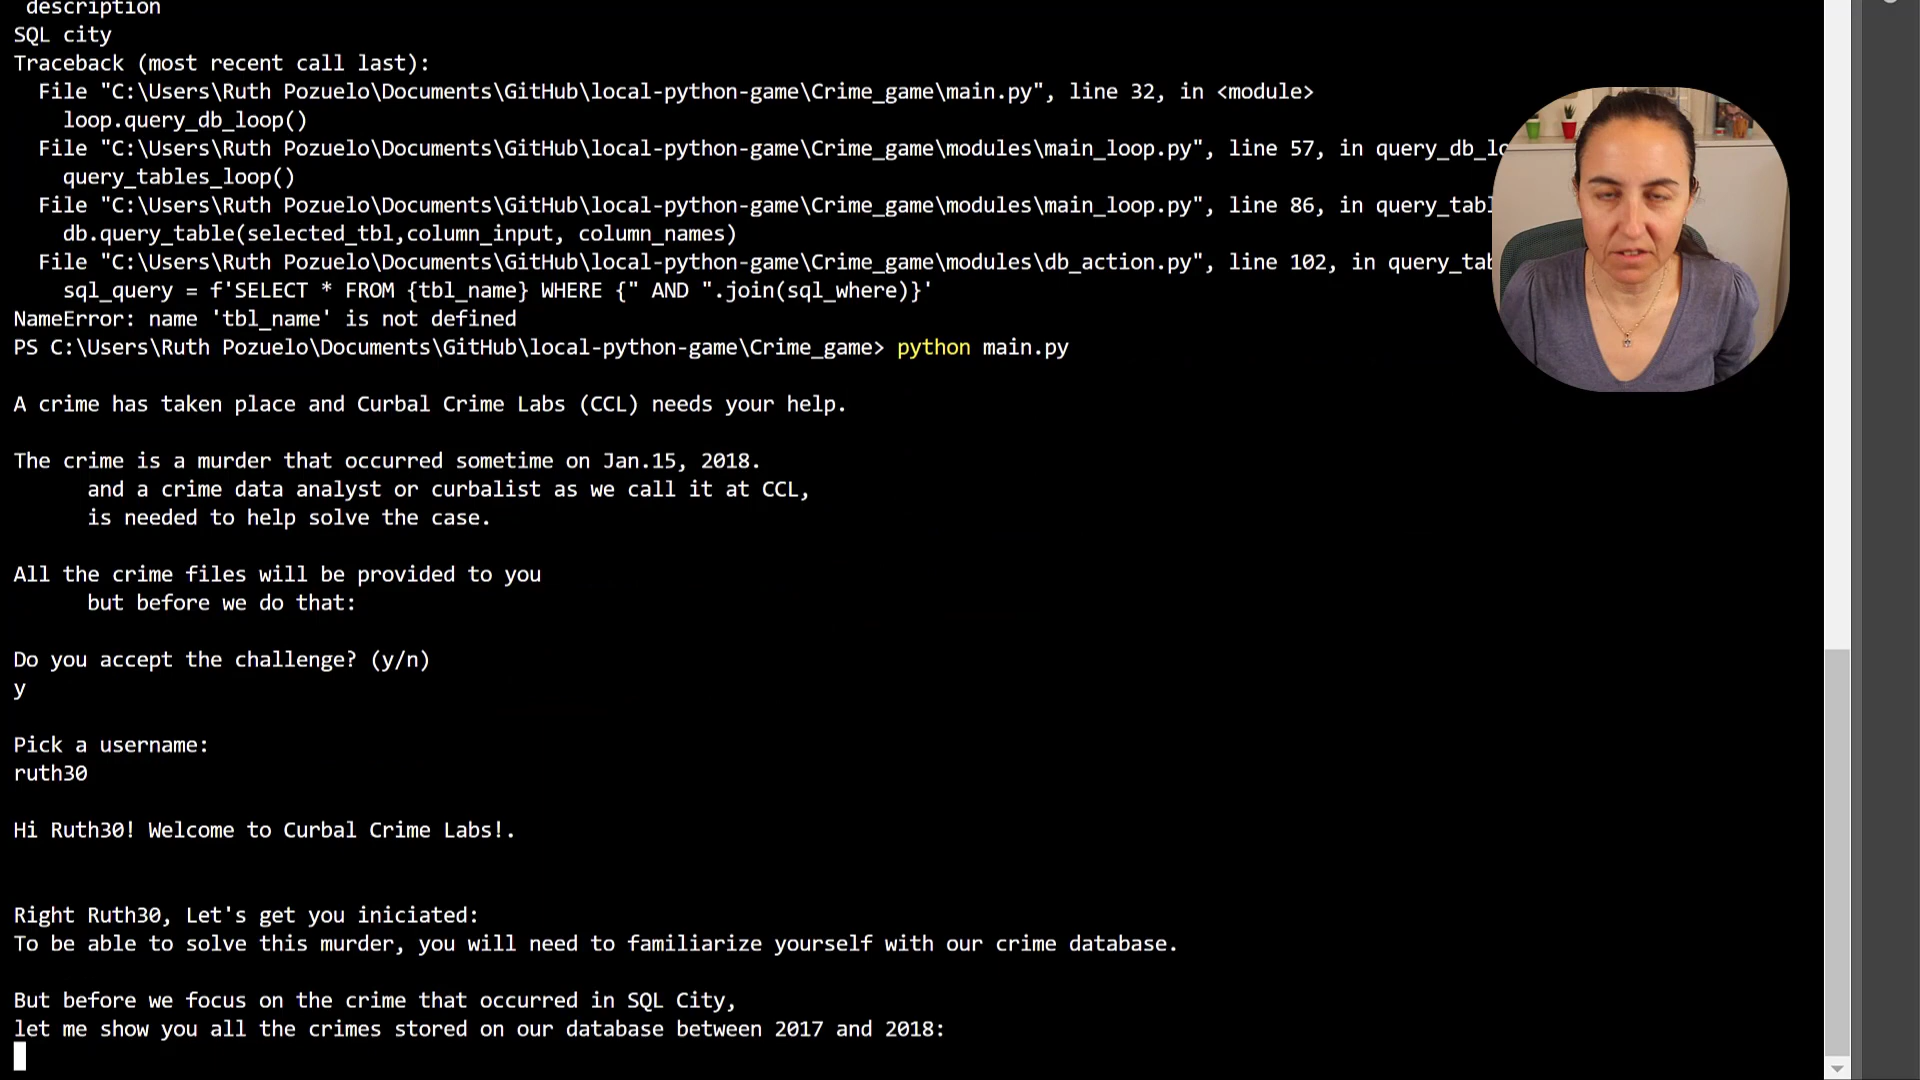 description
SQL city
Traceback (most recent call last):
File "C:\Users\Ruth Pozuelo\Documents\GitHub\local-python-game\Crime_game\main.py", line 32, in <module>
loop.query_db_loop()
File "C:\Users\Ruth Pozuelo\Documents\GitHub\local-python-game\Crime_game\modules\main_loop.py", line 57, in query_db_lo
query_tables_loop()
File "C:\Users\Ruth Pozuelo\Documents\GitHub\local-python-game\Crime_game\modules\main_loop.py", line 86, in query_tabl
db.query_table(selected_tbl,column_input, column_names)
File "C:\Users\Ruth Pozuelo\Documents\GitHub\local-python-game\Crime_game\modules\db_action.py", line 102, in query_tab
sql_query = f'SELECT * FROM {tbl_name} WHERE {" AND ".join(sql_where)}'
NameError: name 'tbl_name' is not defined
PS C:\Users\Ruth Pozuelo\Documents\GitHub\local-python-game\Crime_game> python main.py
A crime has taken place and Curbal Crime Labs (CCL) needs your help.
The crime is a murder that occurred sometime on Jan.15, 2018.
and a crime data analyst or curbalist as we call it at CCL,
is needed to help solve the case.
All the crime files will be provided to you
but before we do that:
Do you accept the challenge? (y/n)
y
Pick a username:
ruth30
Hi Ruth30! Welcome to Curbal Crime Labs!.
Right Ruth30, Let's get you iniciated:
To be able to solve this murder, you will need to familiarize yourself with our crime database.
But before we focus on the crime that occurred in SQL City,
let me show you all the crimes stored on our database between 2017 and 2018: